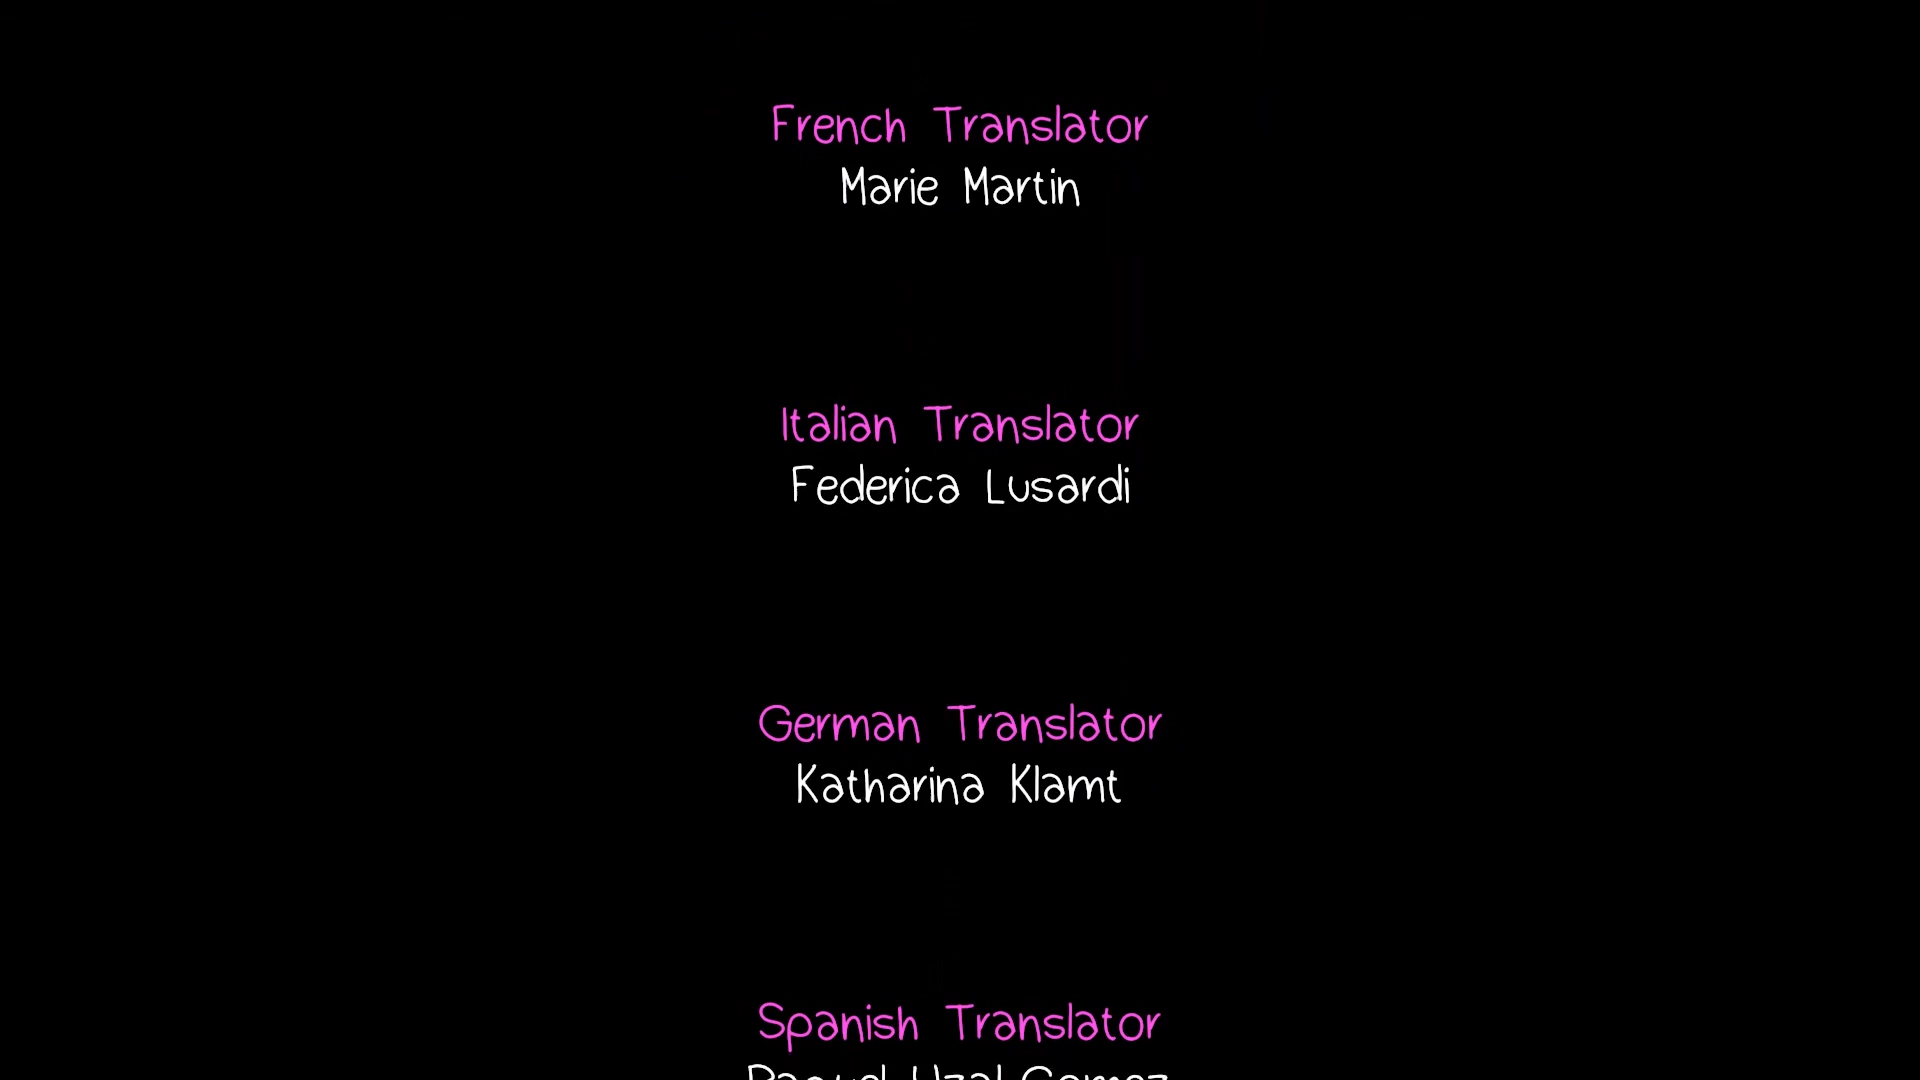 French Translator
Marie Martin
Italian Translator
Federica Lusardi
German Translator
Katharina Klamt
Spanish Translator